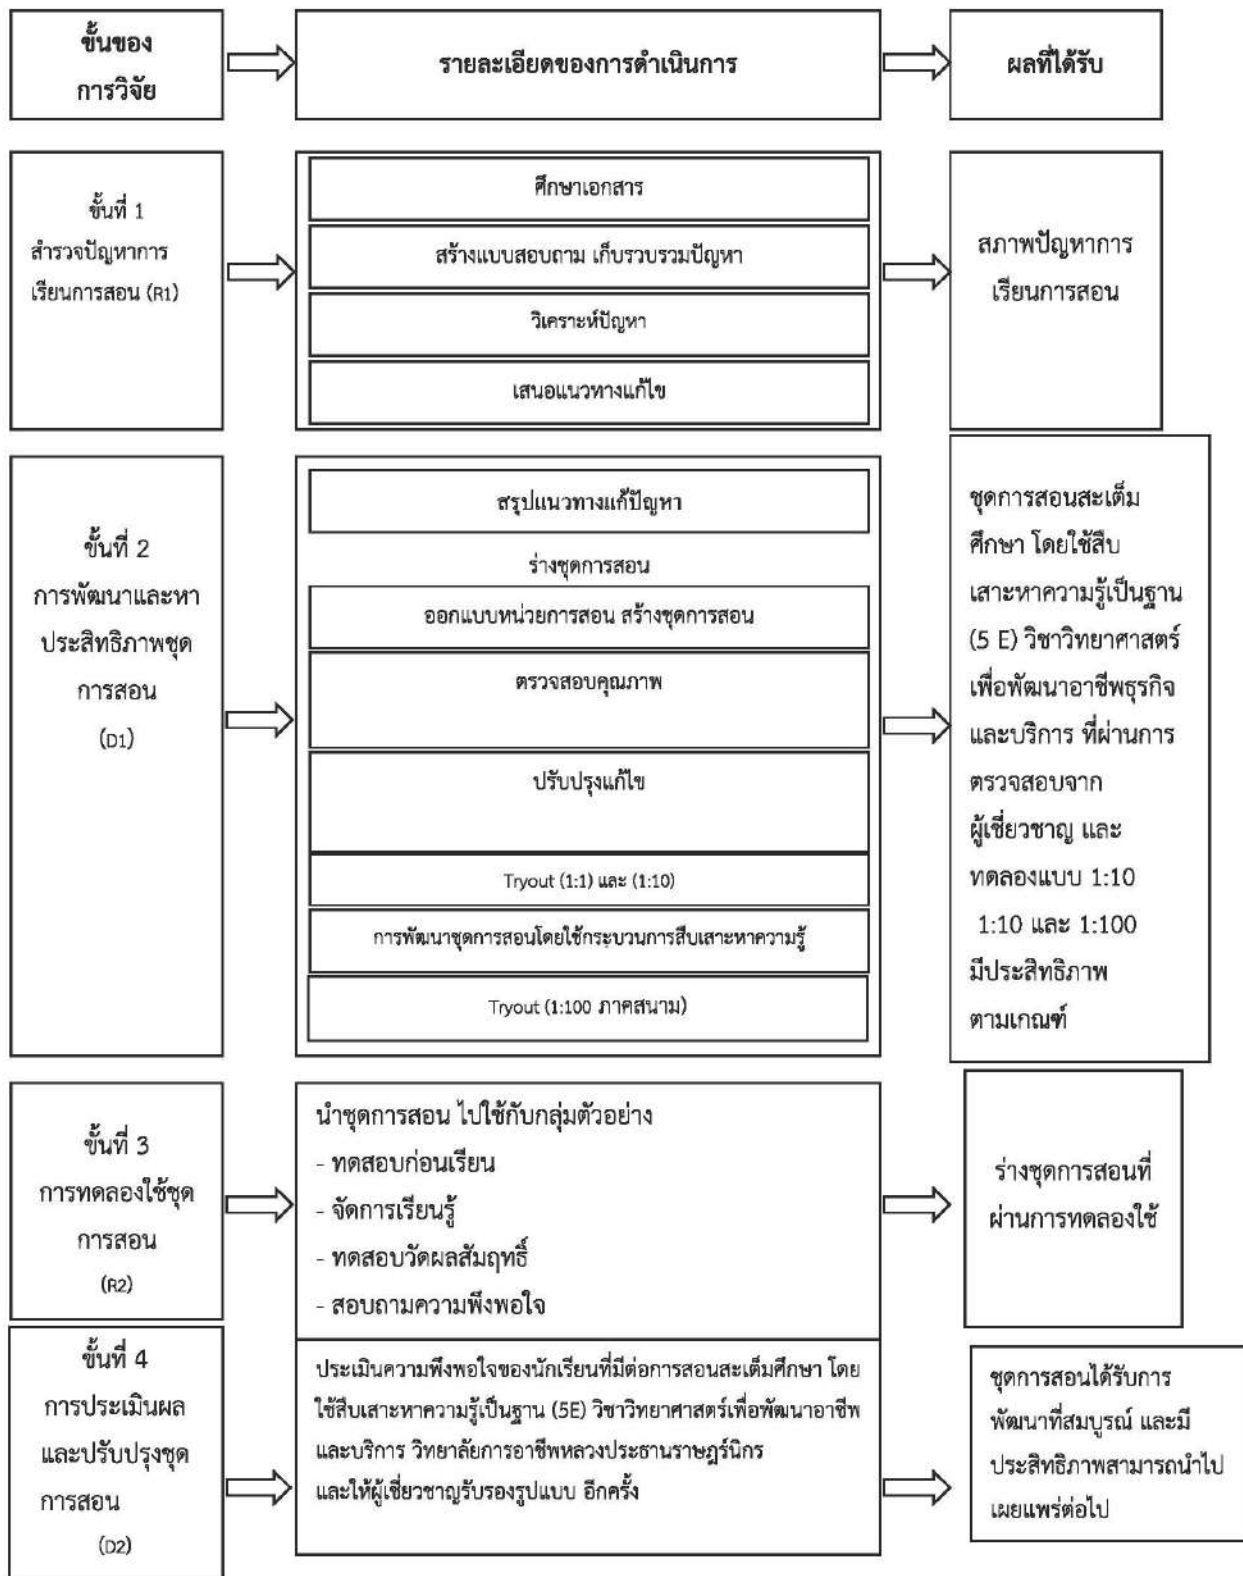 ขั้นของ
การวิจัย
รายละเอียดของการดำเนินการ
ผลที่ได้รับ
ขั้นที่ 1
สำรวจปัญหาการ
เรียนการสอน (R1)
ศึกษาเอกสาร
สร้างแบบสอบถาม เก็บรวบรวมปัญหา
วิเคราะห์ปัญหา
เสนอแนวทางแก้ไข
สภาพปัญหาการ
เรียนการสอน
ขั้นที่ 2
การพัฒนาและหา
ประสิทธิภาพชุด
การสอน
(D1)
สรุปแนวทางแก้ปัญหา
ร่างชุดการสอน
ออกแบบหน่วยการสอน สร้างชุดการสอน
ตรวจสอบคุณภาพ
ปรับปรุงแก้ไข
Tryout (1:1) และ (1:10)
การพัฒนาชุดการสอนโดยใช้กระบวนการสืบเสาะหาความรู้
Tryout (1:100 ภาคสนาม)
ชุดการสอนสะเต็ม
ศึกษา โดยใช้สืบ
เสาะหาความรู้เป็นฐาน
(5 E) วิชาวิทยาศาสตร์
เพื่อพัฒนาอาชีพธุรกิจ
และบริการ ที่ผ่านการ
ตรวจสอบจาก
ผู้เชี่ยวชาญ และ
ทดลองแบบ 1:10
1:10 และ 1:100
มีประสิทธิภาพ
ตามเกณฑ์
ขั้นที่ 3
การทดลองใช้ชุด
การสอน
(R2)
นำชุดการสอน ไปใช้กับกลุ่มตัวอย่าง
- ทดสอบก่อนเรียน
- จัดการเรียนรู้
- ทดสอบวัดผลสัมฤทธิ์
- สอบถามความพึงพอใจ
ร่างชุดการสอนที่
ผ่านการทดลองใช้
ขั้นที่ 4
การประเมินผล
และปรับปรุงชุด
การสอน
(D2)
ประเมินความพึงพอใจของนักเรียนที่มีต่อการสอนสะเต็มศึกษา โดย
ใช้สืบเสาะหาความรู้เป็นฐาน (5E) วิชาวิทยาศาสตร์เพื่อพัฒนาอาชีพ
และบริการ วิทยาลัยการอาชีพหลวงประธานราษฎร์นิกร
และให้ผู้เชี่ยวชาญรับรองรูปแบบ อีกครั้ง
ชุดการสอนได้รับการ
พัฒนาที่สมบูรณ์ และมี
ประสิทธิภาพสามารถนำไป
เผยแพร่ต่อไป